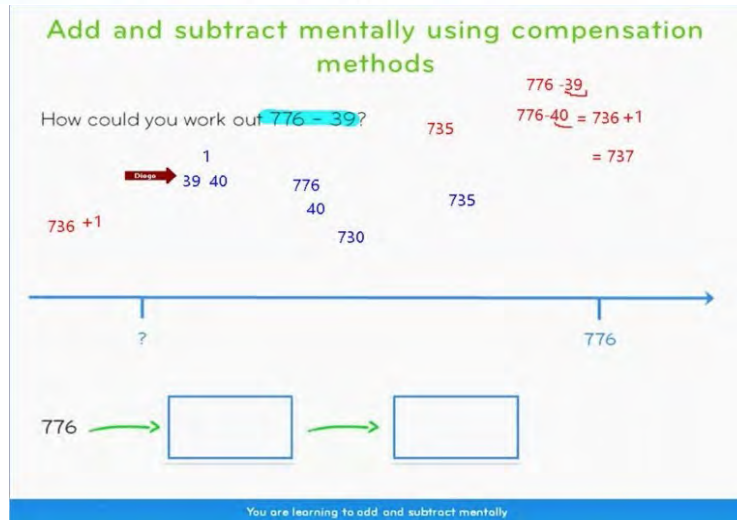 Add and subtract mentally using compensation
methods
776 -39
How could you work out 776 - 39?
735
776-40 = 736 +1
= 737
1
Diego
39 40
776
40
735
736 +1
730
?
776
776
You are learning to add and subtract mentally